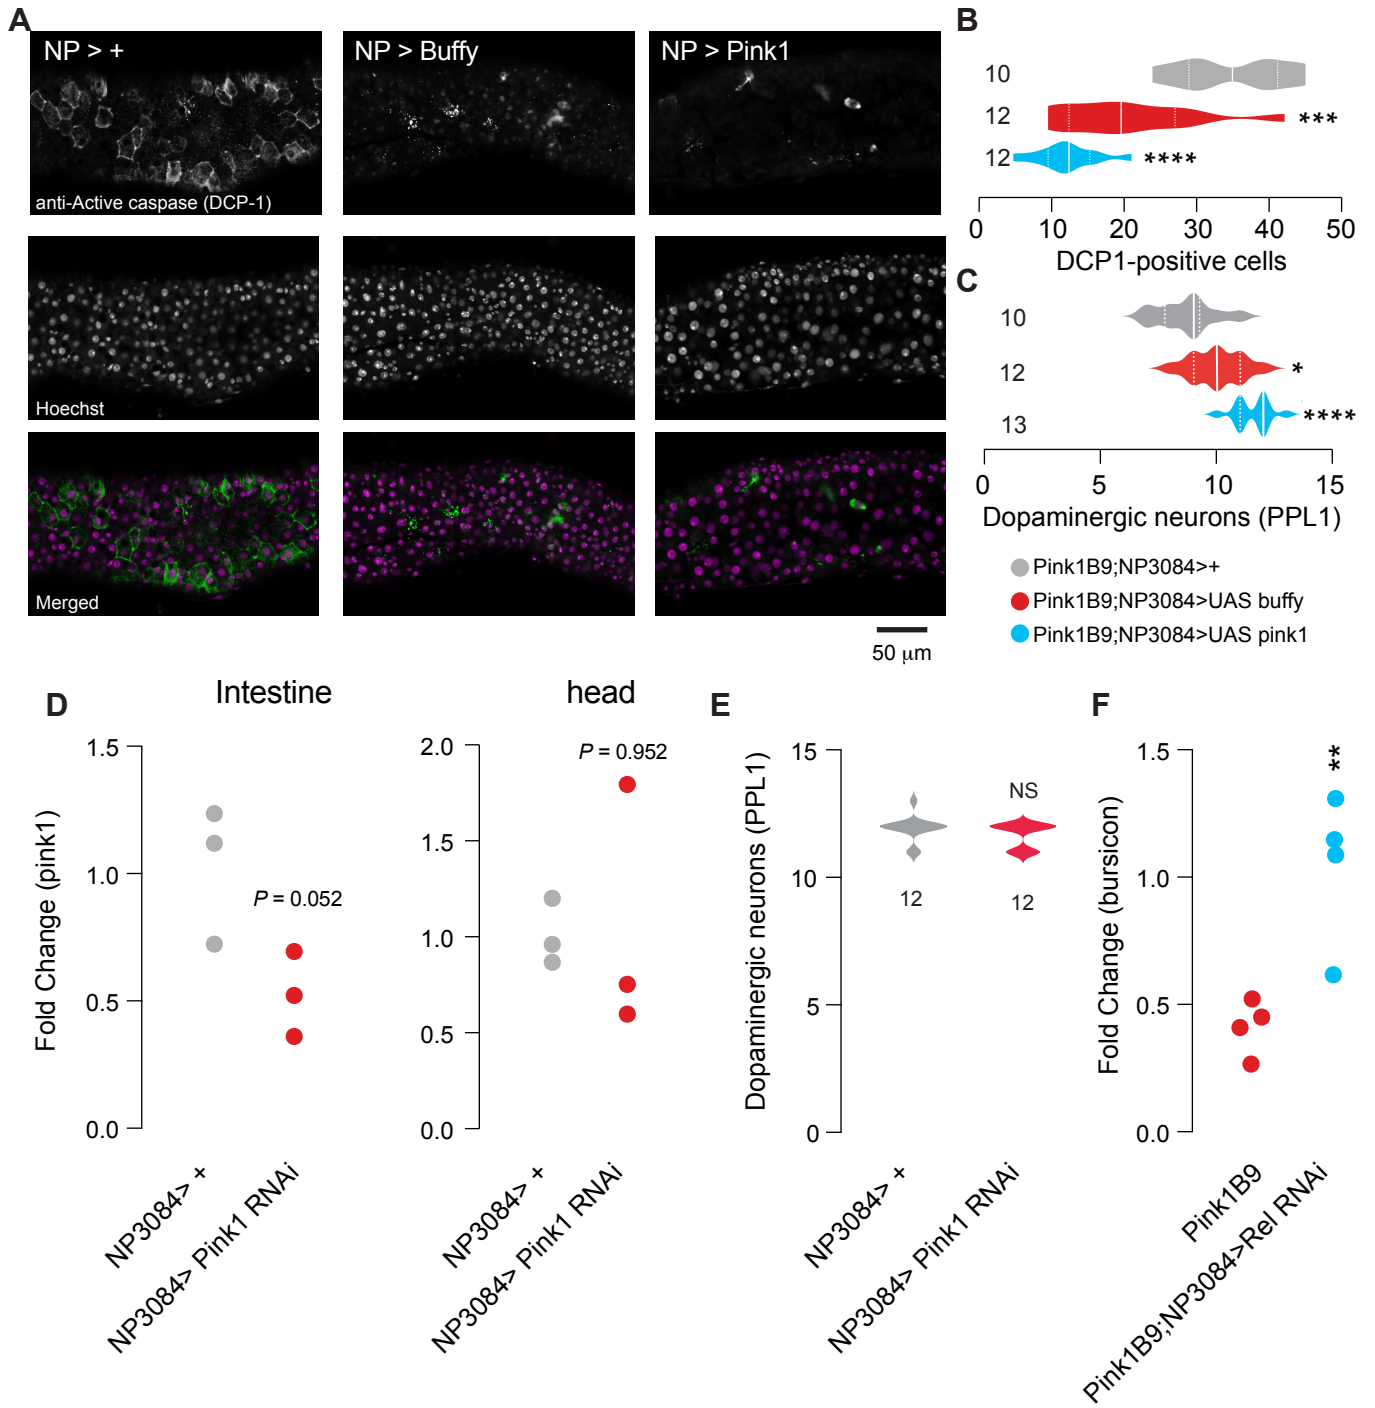 A
NP > +
NP > Buffy
NP > Pink1
anti-Active caspase (DCP-1)
Hoechst
Merged
50 μm
B
10
12
***
12
****
0 10 20 30 40 50
DCP1-positive cells
C
10
12
*
13
****
0 5 10 15
Dopaminergic neurons (PPL1)
Pink1B9;NP3084>+
Pink1B9;NP3084>UAS buffy
Pink1B9;NP3084>UAS pink1
D
Intestine
Fold Change (pink1)
1.5
1.0
0.5
0.0
P = 0.052
NP3084> +
NP3084> Pink1 RNAi
head
2.0
1.5
1.0
0.5
0.0
P = 0.952
NP3084> +
NP3084> Pink1 RNAi
E
Dopaminergic neurons (PPL1)
15
10
5
0
NS
12
12
NP3084> +
NP3084> Pink1 RNAi
F
Fold Change (bursicon)
1.5
1.0
0.5
0.0
**
Pink1B9
Pink1B9;NP3084>Rel RNAi